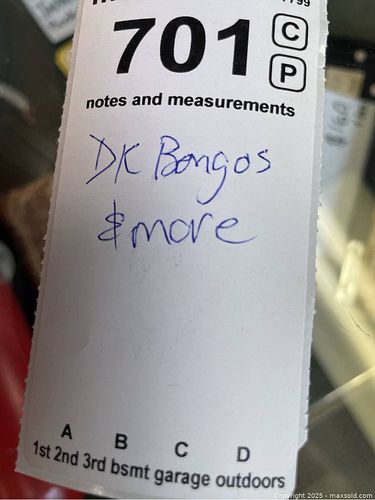 701 C
P
notes and measurements
DK Bongos
& more
A B C D
1st 2nd 3rd bsmt garage outdoors
Copyright 2025 - maxsold.com